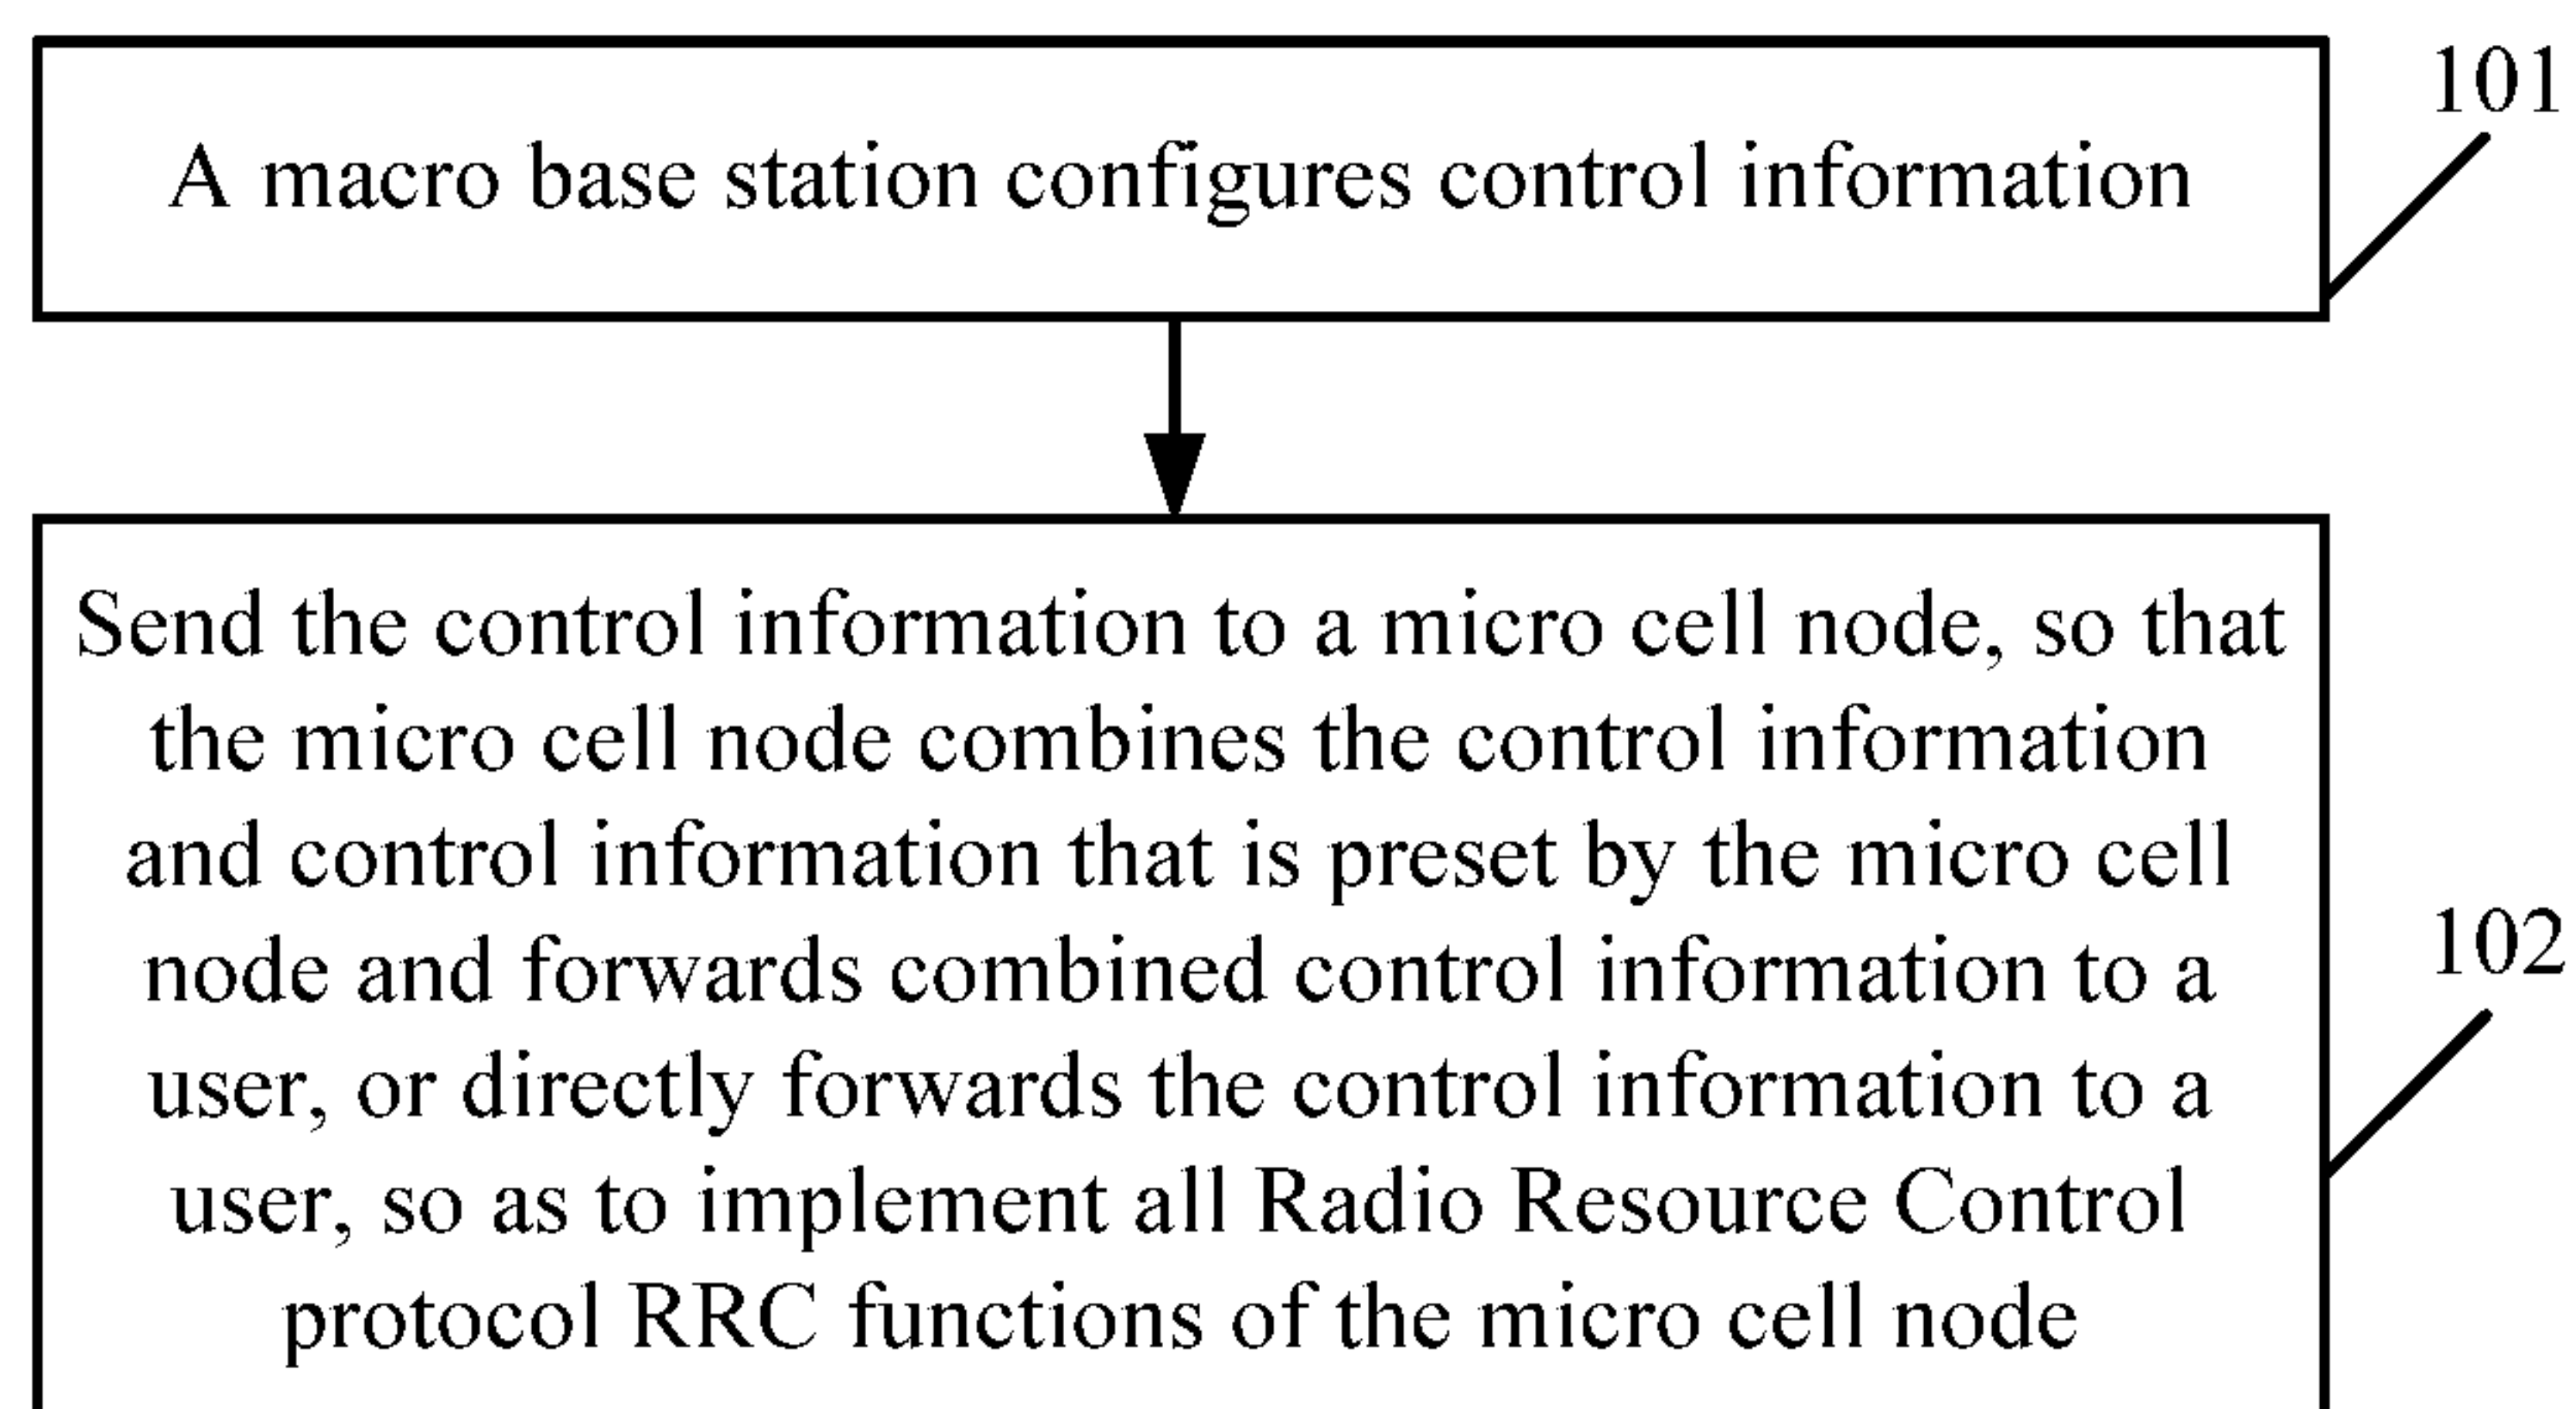 101
A macro base station configures control information
Send the control information to a micro cell node, so that
the micro cell node combines the control information
and control information that is preset by the micro cell
node and forwards combined control information to a
user, or directly forwards the control information to a
user, so as to implement all Radio Resource Control
protocol RRC functions of the micro cell node
102